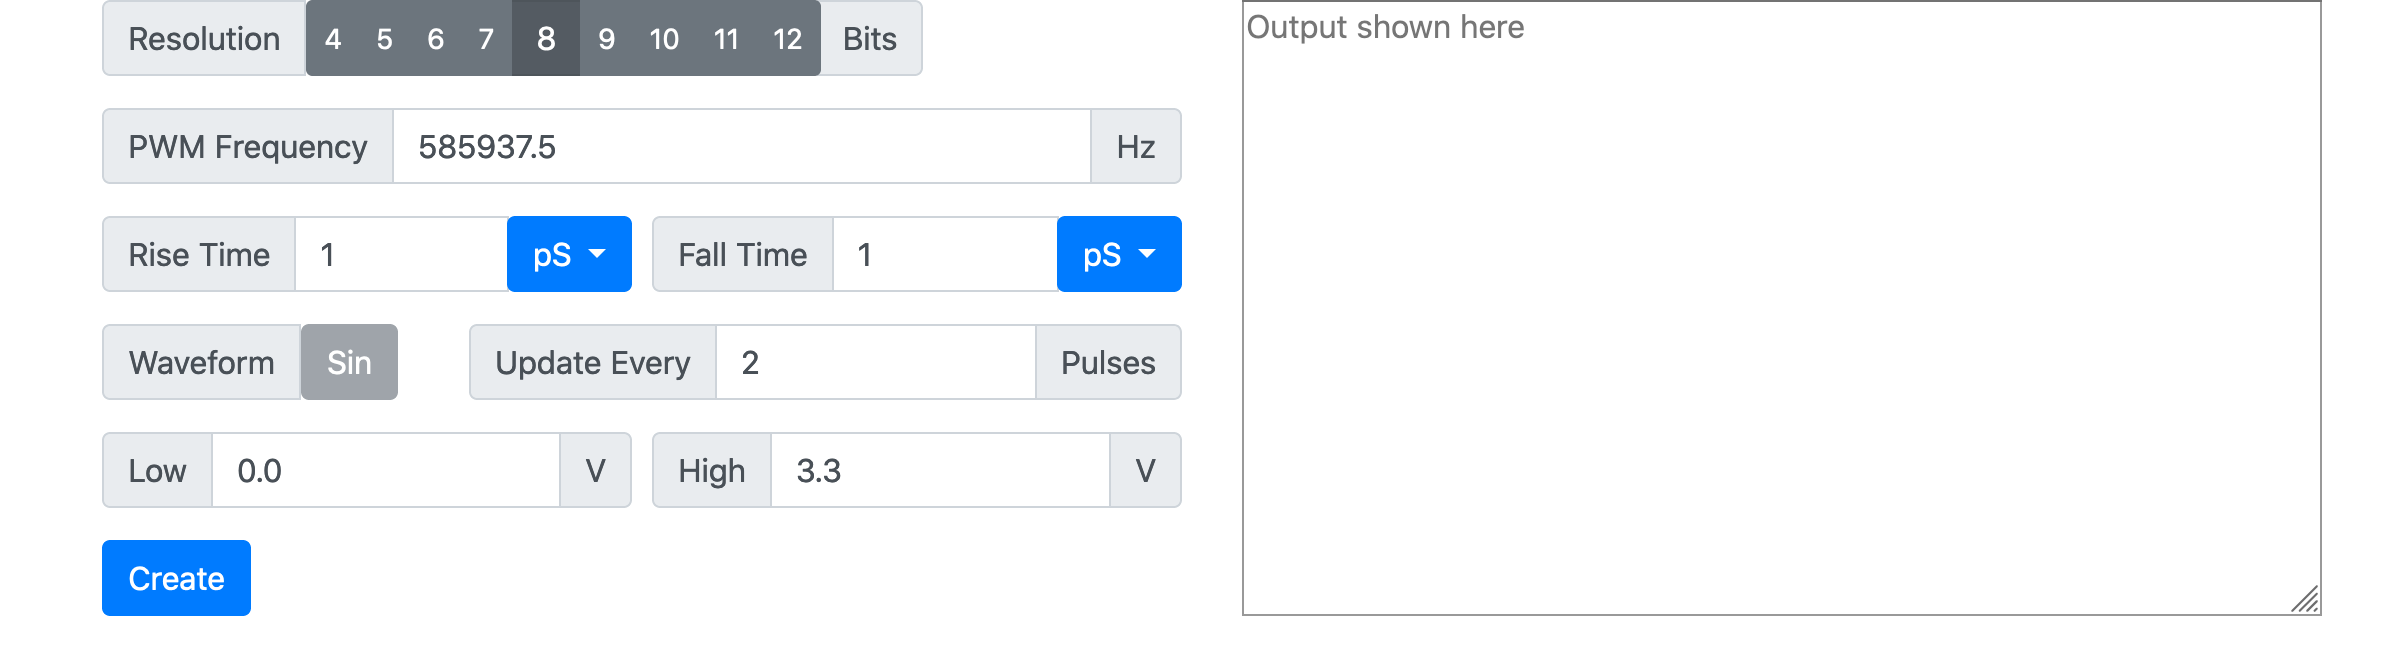 Resolution 4 5 6 7 8 9 10 11 12 Bits
PWM Frequency 585937.5 Hz
Rise Time 1 pS Fall Time 1 pS
Waveform Sin Update Every 2 Pulses
Low 0.0 V High 3.3 V
Create
Output shown here